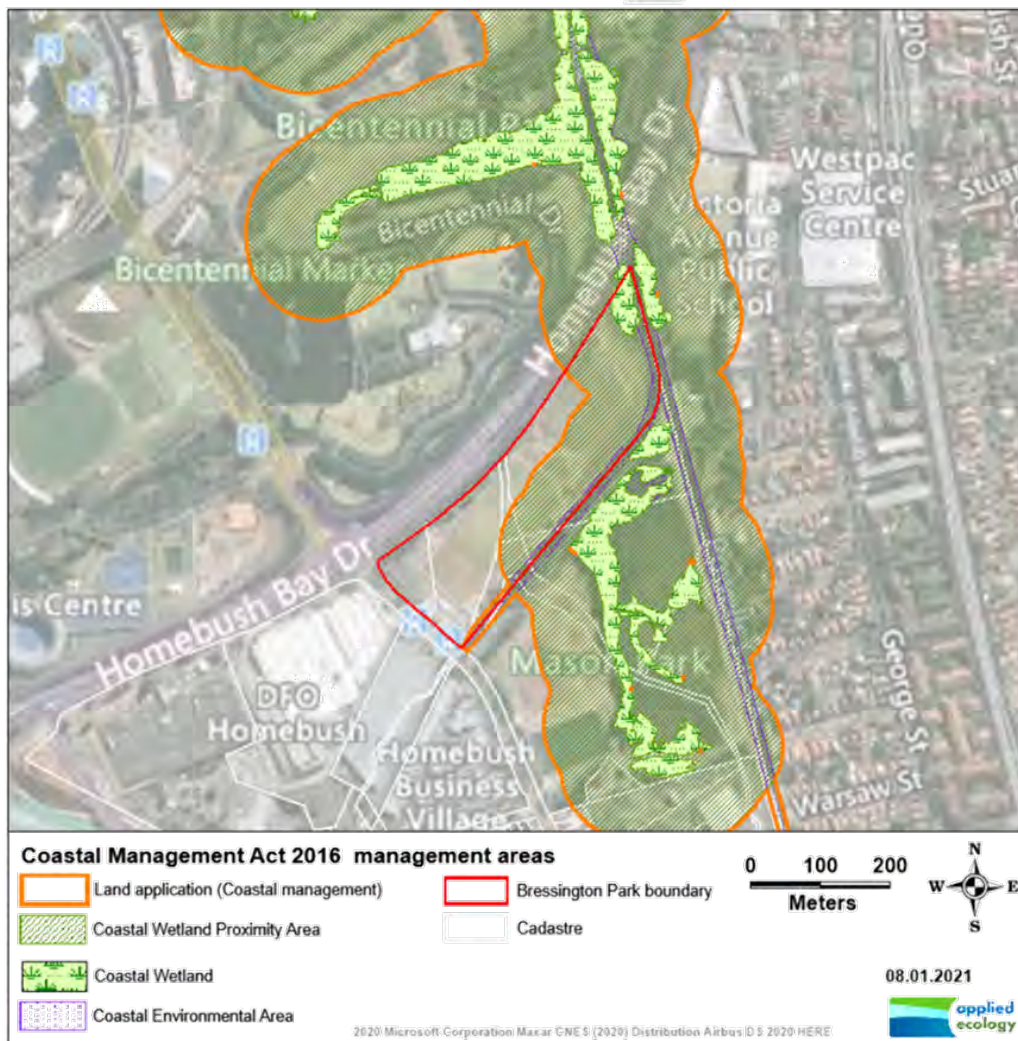 Bicentennial
Bay Dr
Westpac
Service
Centre
Bicentennial Dr
Victoria
Avenue
Public
School
Bicentennial Marker
Homebush Bay Dr
is Centre
DFO
Homebush
Mason Park
George St
Homebush
Business
Village
Warsaw St
Coastal Management Act 2016 management areas
Land application (Coastal management)
Bressington Park boundary
Coastal Wetland Proximity Area
Cadastre
Coastal Wetland
Coastal Environmental Area
0 100 200
Meters
N
W E
S
08.01.2021
applied
ecology
2020 Microsoft Corporation Maxar CNES (2020) Distribution Airbus DS 2020 HERE